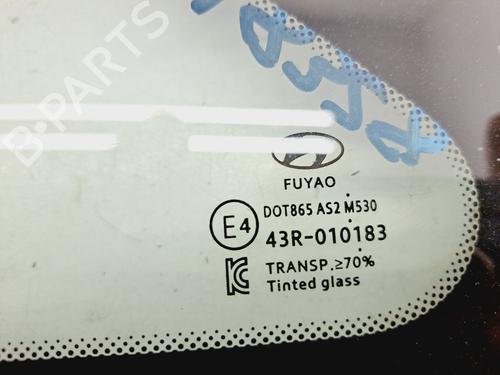 B-PARTS
FUYAO
DOT865 AS2 M530
E4
43R-010183
TRANSP.≥70%
Tinted glass